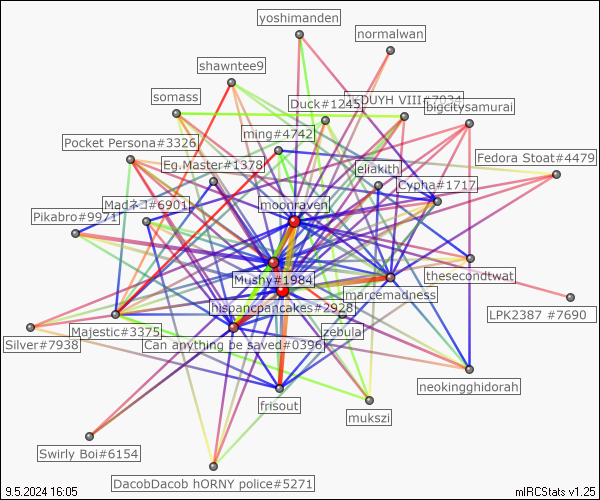 yoshimanden
normalwan
shawntee9
somass
Duck#1245
VIII#7034
bigcitysamurai
ming#4742
Pocket Persona#3326
Eg.Master#1378
eliakith
Fedora Stoat#4479
Cypha#1717
Madネコ#6901
moonraven
Pikabro#9971
Mushy#1984
thesecondtwat
marcemadness
hispancpancakes#2928
LPK2387 #7690
Majestic#3375
zebula
Silver#7938
Can anything be saved#0396
neokingghidorah
frisout
mukszi
Swirly Boi#6154
DacobDacob hORNY police#5271
9.5.2024 16:05
mIRCStats v1.25